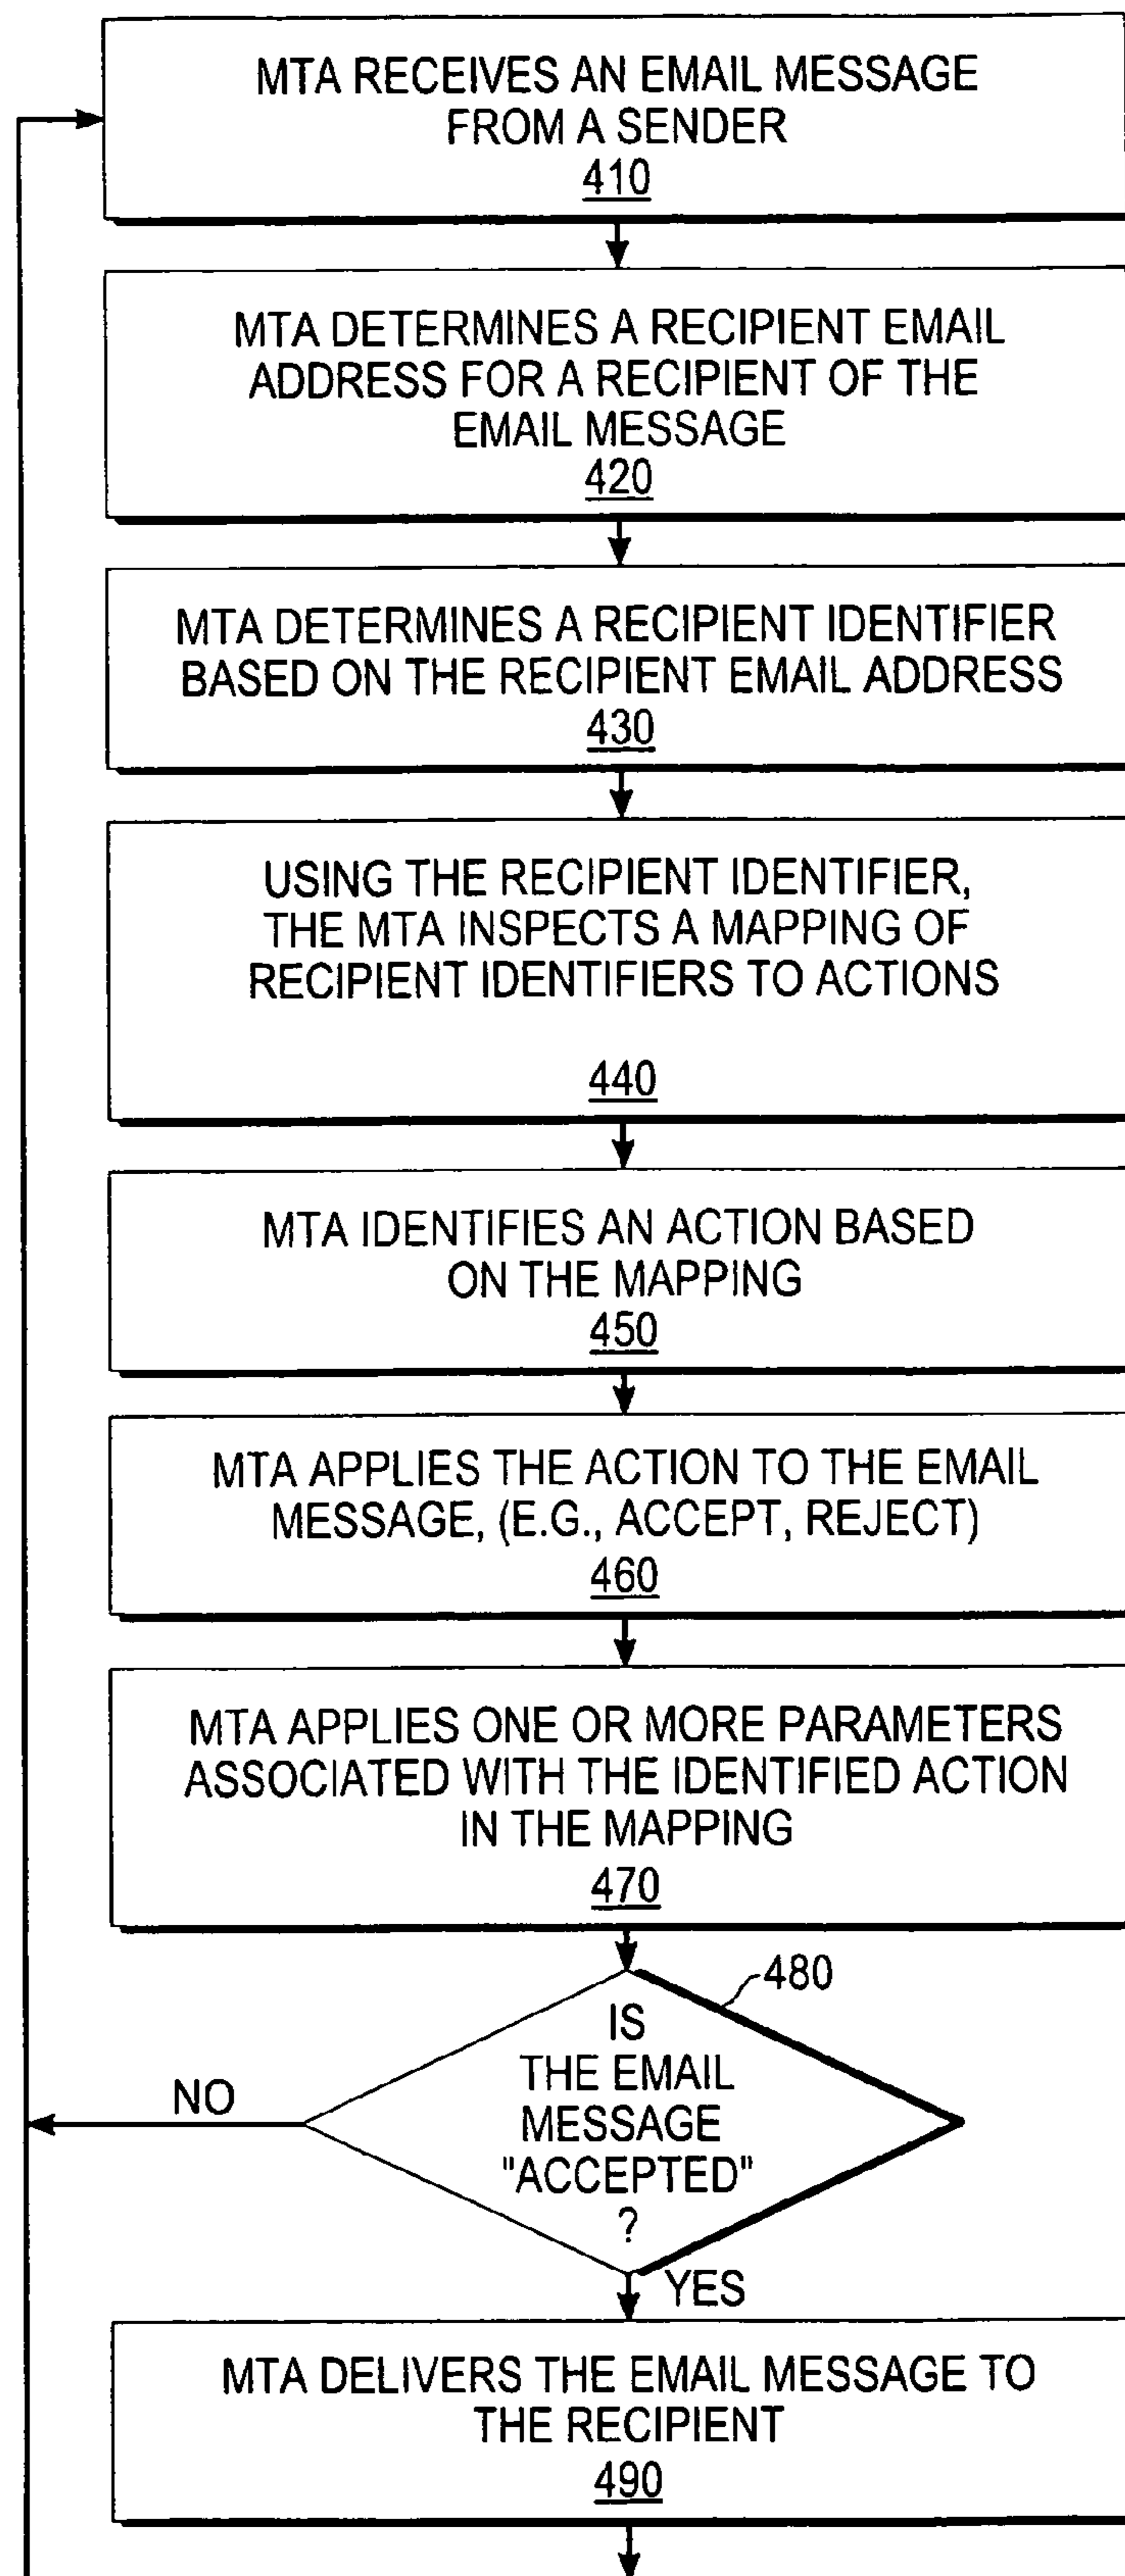 MTA RECEIVES AN EMAIL MESSAGE
FROM A SENDER
410
MTA DETERMINES A RECIPIENT EMAIL
ADDRESS FOR A RECIPIENT OF THE
EMAIL MESSAGE
420
MTA DETERMINES A RECIPIENT IDENTIFIER
BASED ON THE RECIPIENT EMAIL ADDRESS
430
USING THE RECIPIENT IDENTIFIER,
THE MTA INSPECTS A MAPPING OF
RECIPIENT IDENTIFIERS TO ACTIONS
440
MTA IDENTIFIES AN ACTION BASED
ON THE MAPPING
450
MTA APPLIES THE ACTION TO THE EMAIL
MESSAGE, (E.G., ACCEPT, REJECT)
460
MTA APPLIES ONE OR MORE PARAMETERS
ASSOCIATED WITH THE IDENTIFIED ACTION
IN THE MAPPING
470
480
IS
THE EMAIL
MESSAGE
"ACCEPTED"
?
NO
YES
MTA DELIVERS THE EMAIL MESSAGE TO
THE RECIPIENT
490